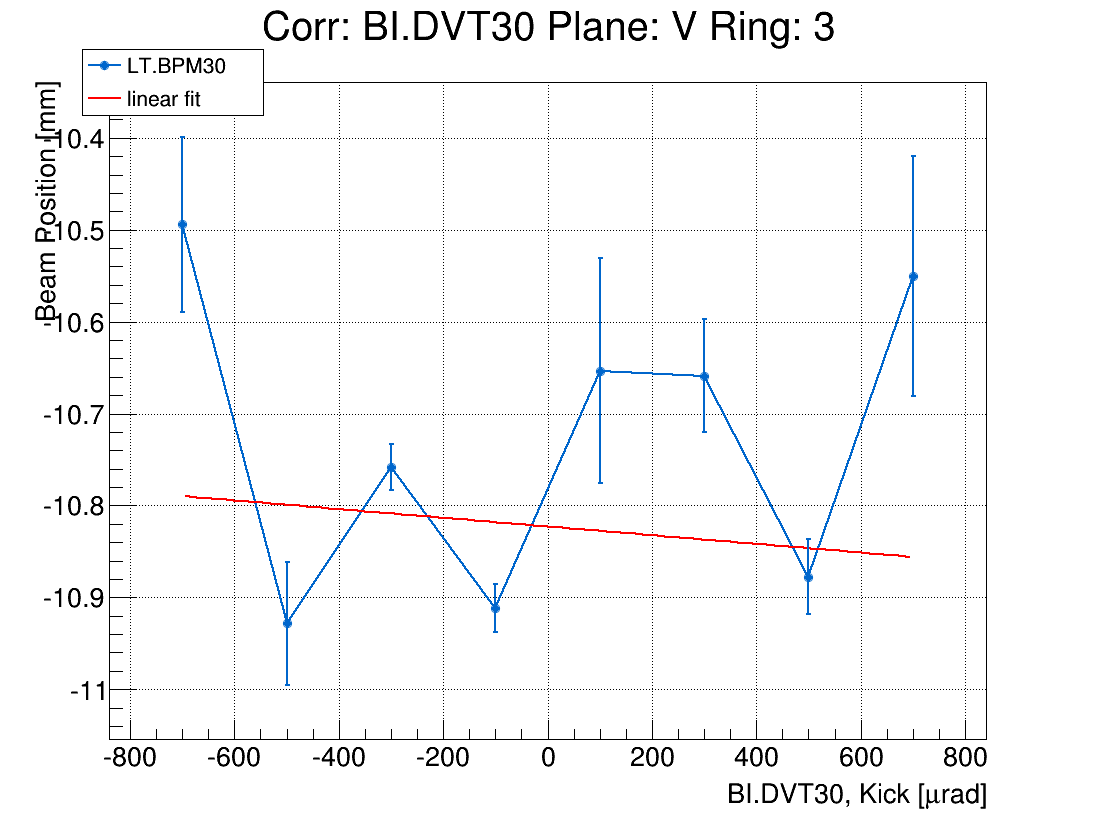 Corr: BI.DVT30 Plane: V Ring: 3
LT.BPM30
linear fit
Beam Position [mm]
-10.4
-10.5
-10.6
-10.7
-10.8
-10.9
-11
-800 -600 -400 -200 0 200 400 600 800
BI.DVT30, Kick [μrad]